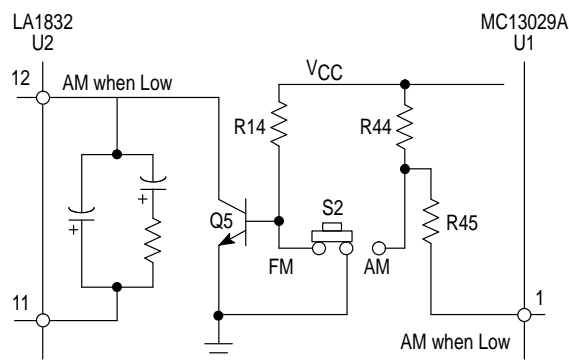 LA1832
U2
MC13029A
U1
12
AM when Low
VCC
R14
R44
S2
Q5
R45
FM
AM
11
1
AM when Low
+
+